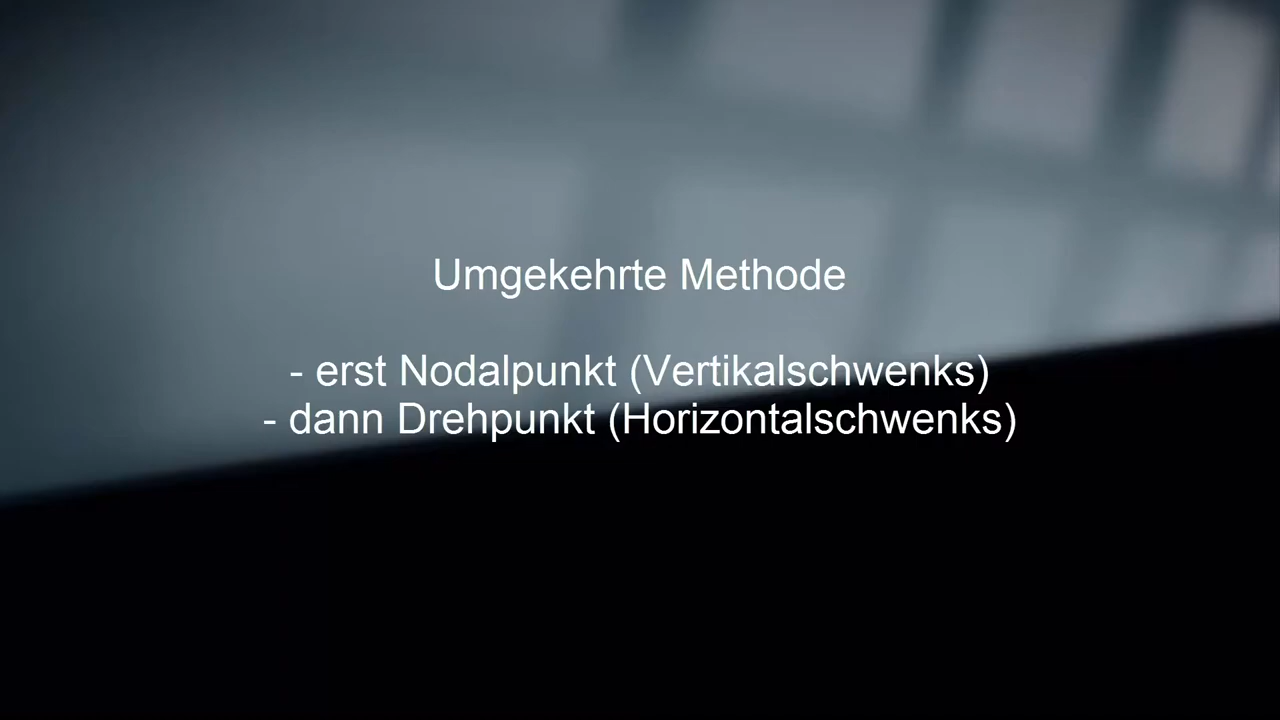 Umgekehrte Methode
- erst Nodalpunkt (Vertikalschwenks)
- dann Drehpunkt (Horizontalschwenks)